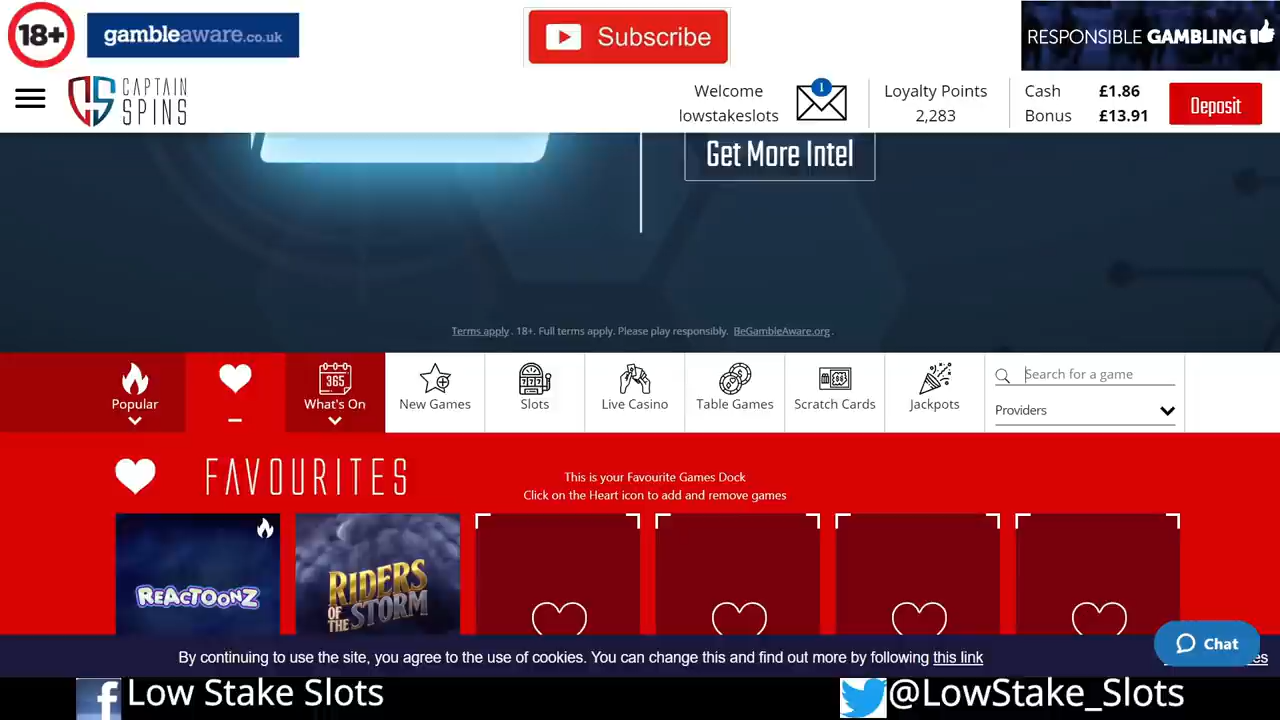 18+
gambleaware.co.uk
Subscribe
RESPONSIBLE GAMBLING
CAPTAIN
SPINS
Welcome
lowstakeslots
1
Loyalty Points
2,283
Cash £1.86
Bonus £13.91
Deposit
Get More Intel
Terms apply. 18+. Full terms apply. Please play responsibly. BeGambleAware.org.
Popular
365
What's On
New Games
Slots
Live Casino
Table Games
Scratch Cards
Jackpots
Search for a game
Providers
FAVOURITES
This is your Favourite Games Dock
Click on the Heart icon to add and remove games
REACTOONZ
RIDERS
OF THE STORM
By continuing to use the site, you agree to the use of cookies. You can change this and find out more by following this link
Chat
Low Stake Slots
@LowStake_Slots